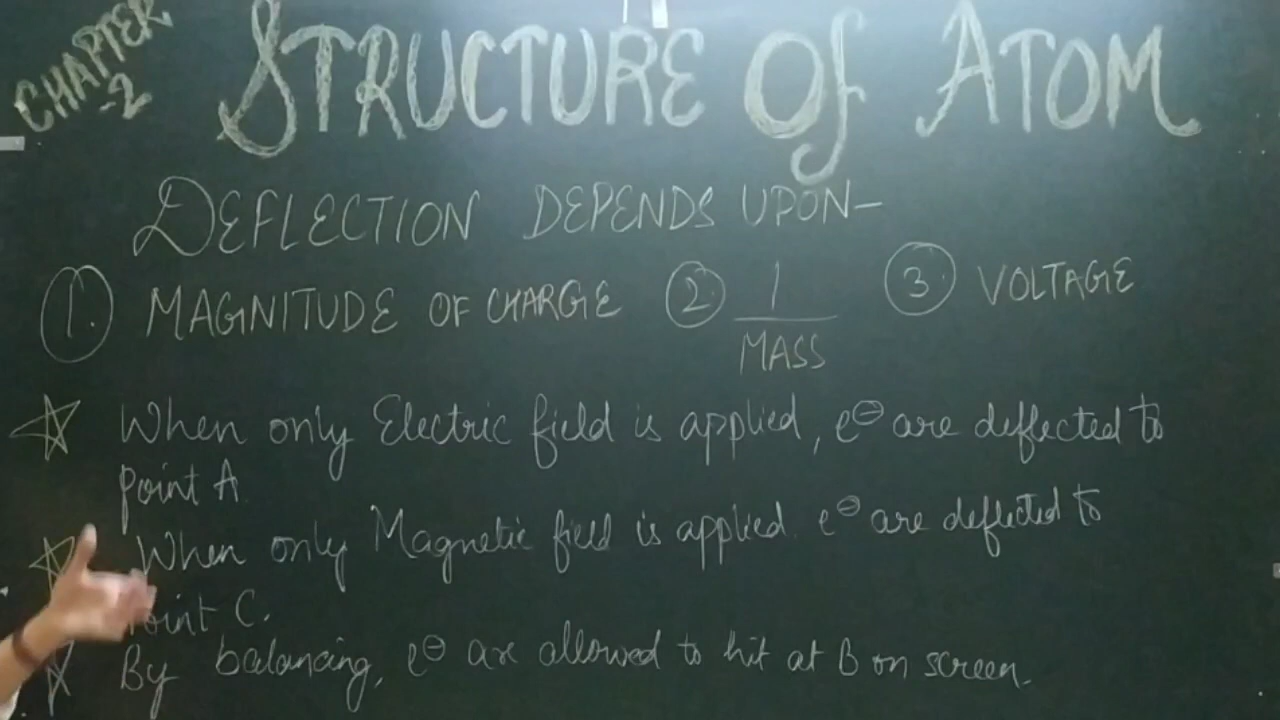 CHAPTER
-2
STRUCTURE Of ATOM
DEFLECTION DEPENDS UPON-
1. MAGNITUDE OF CHARGE 2. 1/MASS 3. VOLTAGE
When only Electric field is applied, e⊖ are deflected to
point A
When only Magnetic field is applied. e⊖ are deflected to
point C.
By balancing, e⊖ are allowed to hit at B on screen.